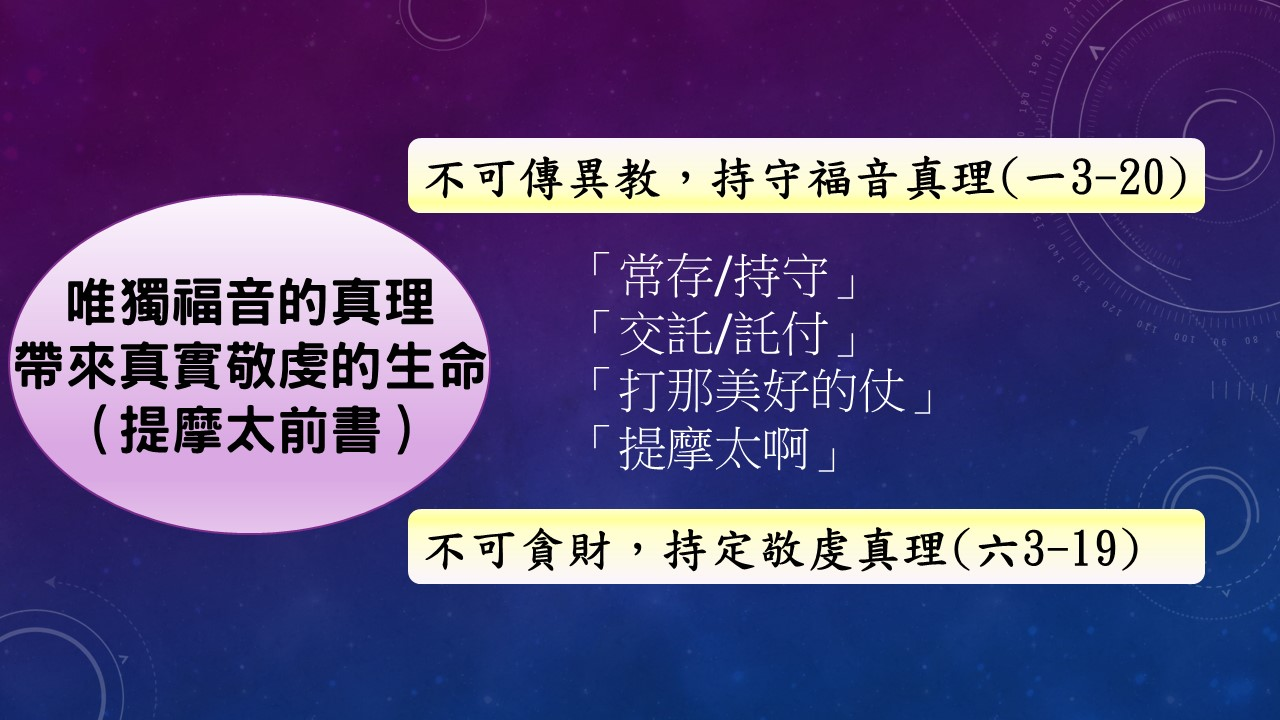 不可傳異教，持守福音真理(一3-20)
唯獨福音的真理
帶來真實敬虔的生命
（提摩太前書）
「常存/持守」
「交託/託付」
「打那美好的仗」
「提摩太啊」
不可貪財，持定敬虔真理(六3-19)